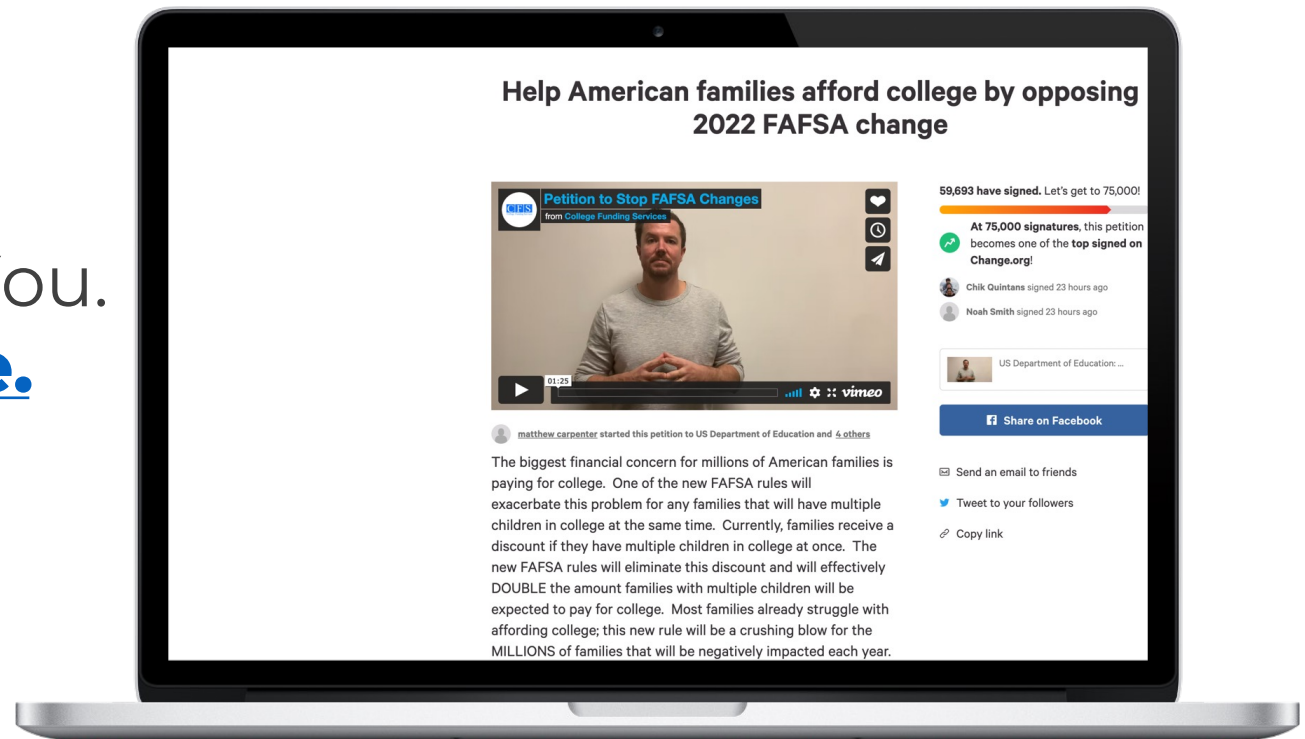 You.
e.
Help American families afford college by opposing
2022 FAFSA change
CFS
Petition to Stop FAFSA Changes
from College Funding Services
01:25
vimeo
matthew carpenter started this petition to US Department of Education and 4 others
The biggest financial concern for millions of American families is
paying for college. One of the new FAFSA rules will
exacerbate this problem for any families that will have multiple
children in college at the same time. Currently, families receive a
discount if they have multiple children in college at once. The
new FAFSA rules will eliminate this discount and will effectively
DOUBLE the amount families with multiple children will be
expected to pay for college. Most families already struggle with
affording college; this new rule will be a crushing blow for the
MILLIONS of families that will be negatively impacted each year.
59,693 have signed. Let's get to 75,000!
At 75,000 signatures, this petition
becomes one of the top signed on
Change.org!
Chik Quintans signed 23 hours ago
Noah Smith signed 23 hours ago
US Department of Education: ...
Share on Facebook
Send an email to friends
Tweet to your followers
Copy link